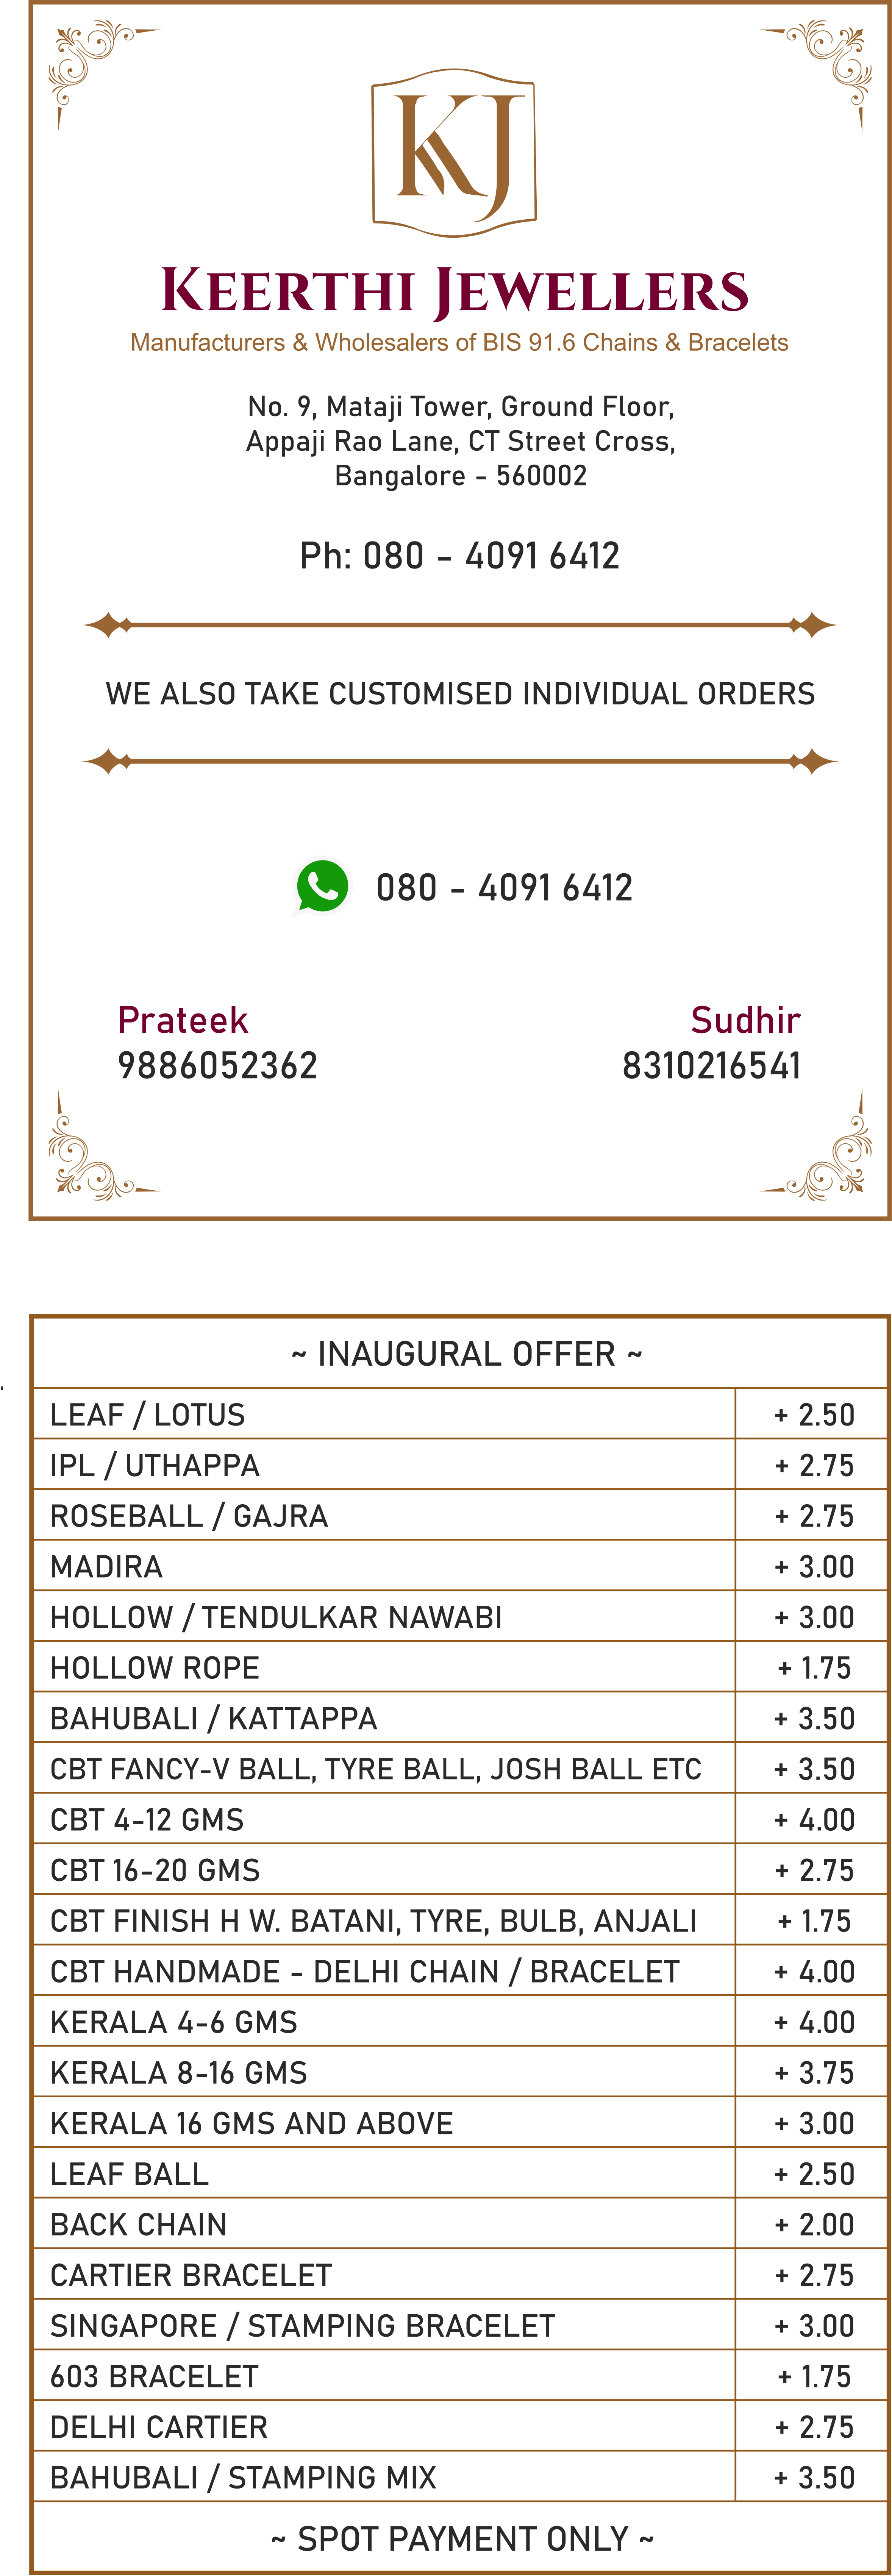 KJ
KEERTHI JEWELLERS
Manufacturers & Wholesalers of BIS 91.6 Chains & Bracelets
No. 9, Mataji Tower, Ground Floor,
Appaji Rao Lane, CT Street Cross,
Bangalore - 560002
Ph: 080 - 4091 6412
WE ALSO TAKE CUSTOMISED INDIVIDUAL ORDERS
080 - 4091 6412
Prateek Sudhir
9886052362 8310216541
~ INAUGURAL OFFER ~
LEAF / LOTUS + 2.50
IPL / UTHAPPA + 2.75
ROSEBALL / GAJRA + 2.75
MADIRA + 3.00
HOLLOW / TENDULKAR NAWABI + 3.00
HOLLOW ROPE + 1.75
BAHUBALI / KATTAPPA + 3.50
CBT FANCY-V BALL, TYRE BALL, JOSH BALL ETC + 3.50
CBT 4-12 GMS + 4.00
CBT 16-20 GMS + 2.75
CBT FINISH H W. BATANI, TYRE, BULB, ANJALI + 1.75
CBT HANDMADE - DELHI CHAIN / BRACELET + 4.00
KERALA 4-6 GMS + 4.00
KERALA 8-16 GMS + 3.75
KERALA 16 GMS AND ABOVE + 3.00
LEAF BALL + 2.50
BACK CHAIN + 2.00
CARTIER BRACELET + 2.75
SINGAPORE / STAMPING BRACELET + 3.00
603 BRACELET + 1.75
DELHI CARTIER + 2.75
BAHUBALI / STAMPING MIX + 3.50
~ SPOT PAYMENT ONLY ~